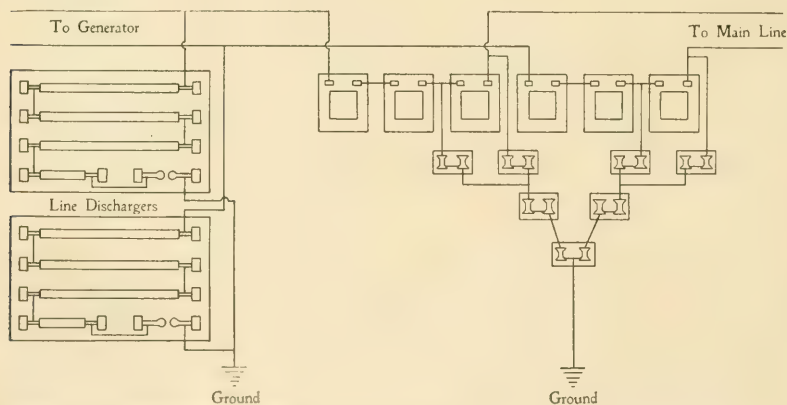 To Generator
To Main Line
Line Dischargers
Ground
Ground